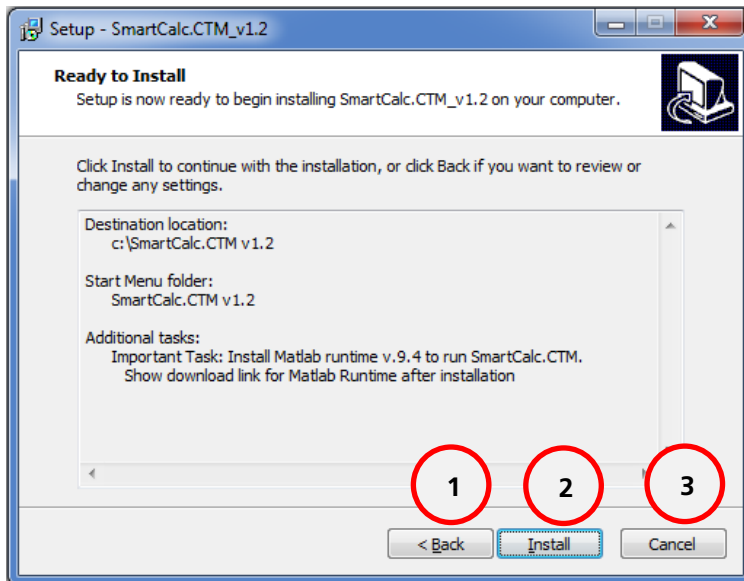 Setup - SmartCalc.CTM_v1.2
Ready to Install
Setup is now ready to begin installing SmartCalc.CTM_v1.2 on your computer.
Click Install to continue with the installation, or click Back if you want to review or
change any settings.
Destination location:
c:\SmartCalc.CTM v1.2
Start Menu folder:
SmartCalc.CTM v1.2
Additional tasks:
Important Task: Install Matlab runtime v.9.4 to run SmartCalc.CTM.
Show download link for Matlab Runtime after installation
1 2 3
< Back Install Cancel